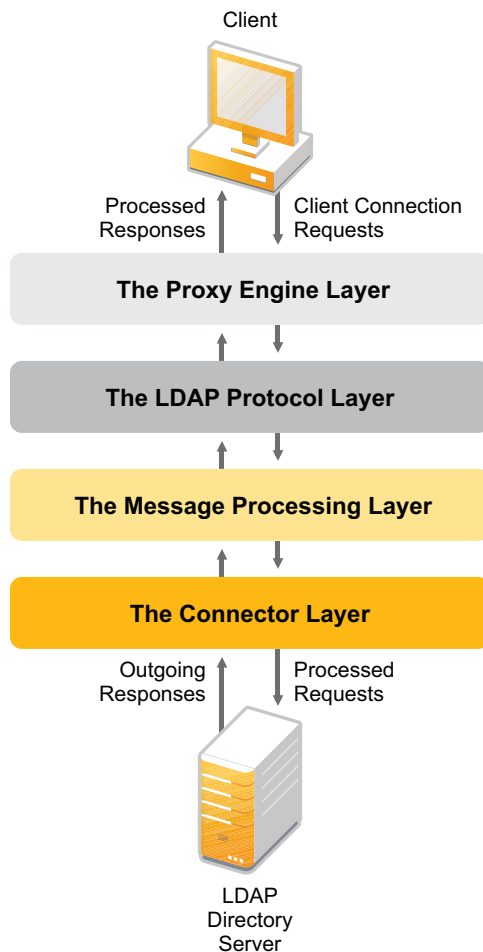 Client
Processed
Responses
Client Connection
Requests
The Proxy Engine Layer
The LDAP Protocol Layer
The Message Processing Layer
The Connector Layer
Outgoing
Responses
Processed
Requests
LDAP
Directory
Server